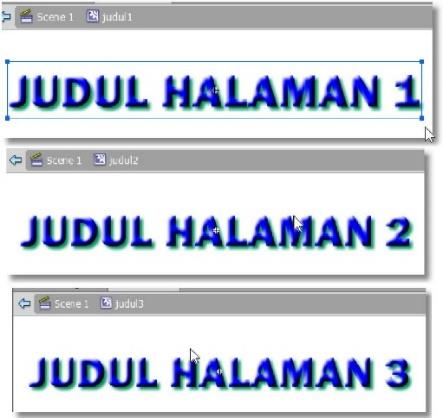 Scene 1 judul1
JUDUL HALAMAN 1
Scene 1 judul2
JUDUL HALAMAN 2
Scene 1 judul3
JUDUL HALAMAN 3